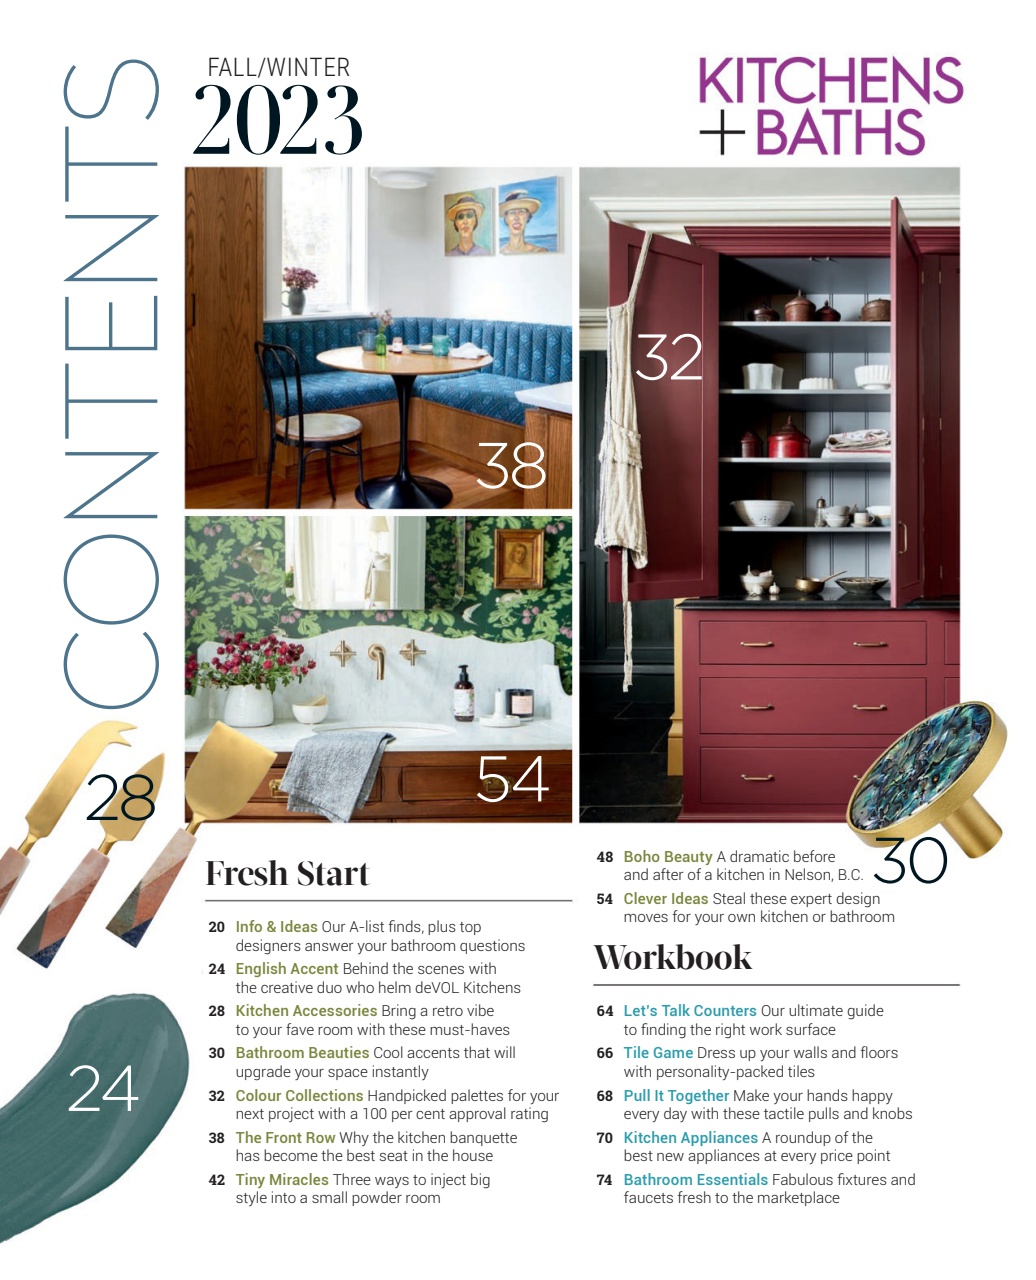 CONTENTS
FALL/WINTER
2023
KITCHENS
+BATHS
38
32
54
28
30
24
Fresh Start
20 Info & Ideas Our A-list finds, plus top
designers answer your bathroom questions
24 English Accent Behind the scenes with
the creative duo who helm deVOL Kitchens
28 Kitchen Accessories Bring a retro vibe
to your fave room with these must-haves
30 Bathroom Beauties Cool accents that will
upgrade your space instantly
32 Colour Collections Handpicked palettes for your
next project with a 100 per cent approval rating
38 The Front Row Why the kitchen banquette
has become the best seat in the house
42 Tiny Miracles Three ways to inject big
style into a small powder room
48 Boho Beauty A dramatic before
and after of a kitchen in Nelson, B.C.
54 Clever Ideas Steal these expert design
moves for your own kitchen or bathroom
Workbook
64 Let's Talk Counters Our ultimate guide
to finding the right work surface
66 Tile Game Dress up your walls and floors
with personality-packed tiles
68 Pull It Together Make your hands happy
every day with these tactile pulls and knobs
70 Kitchen Appliances A roundup of the
best new appliances at every price point
74 Bathroom Essentials Fabulous fixtures and
faucets fresh to the marketplace